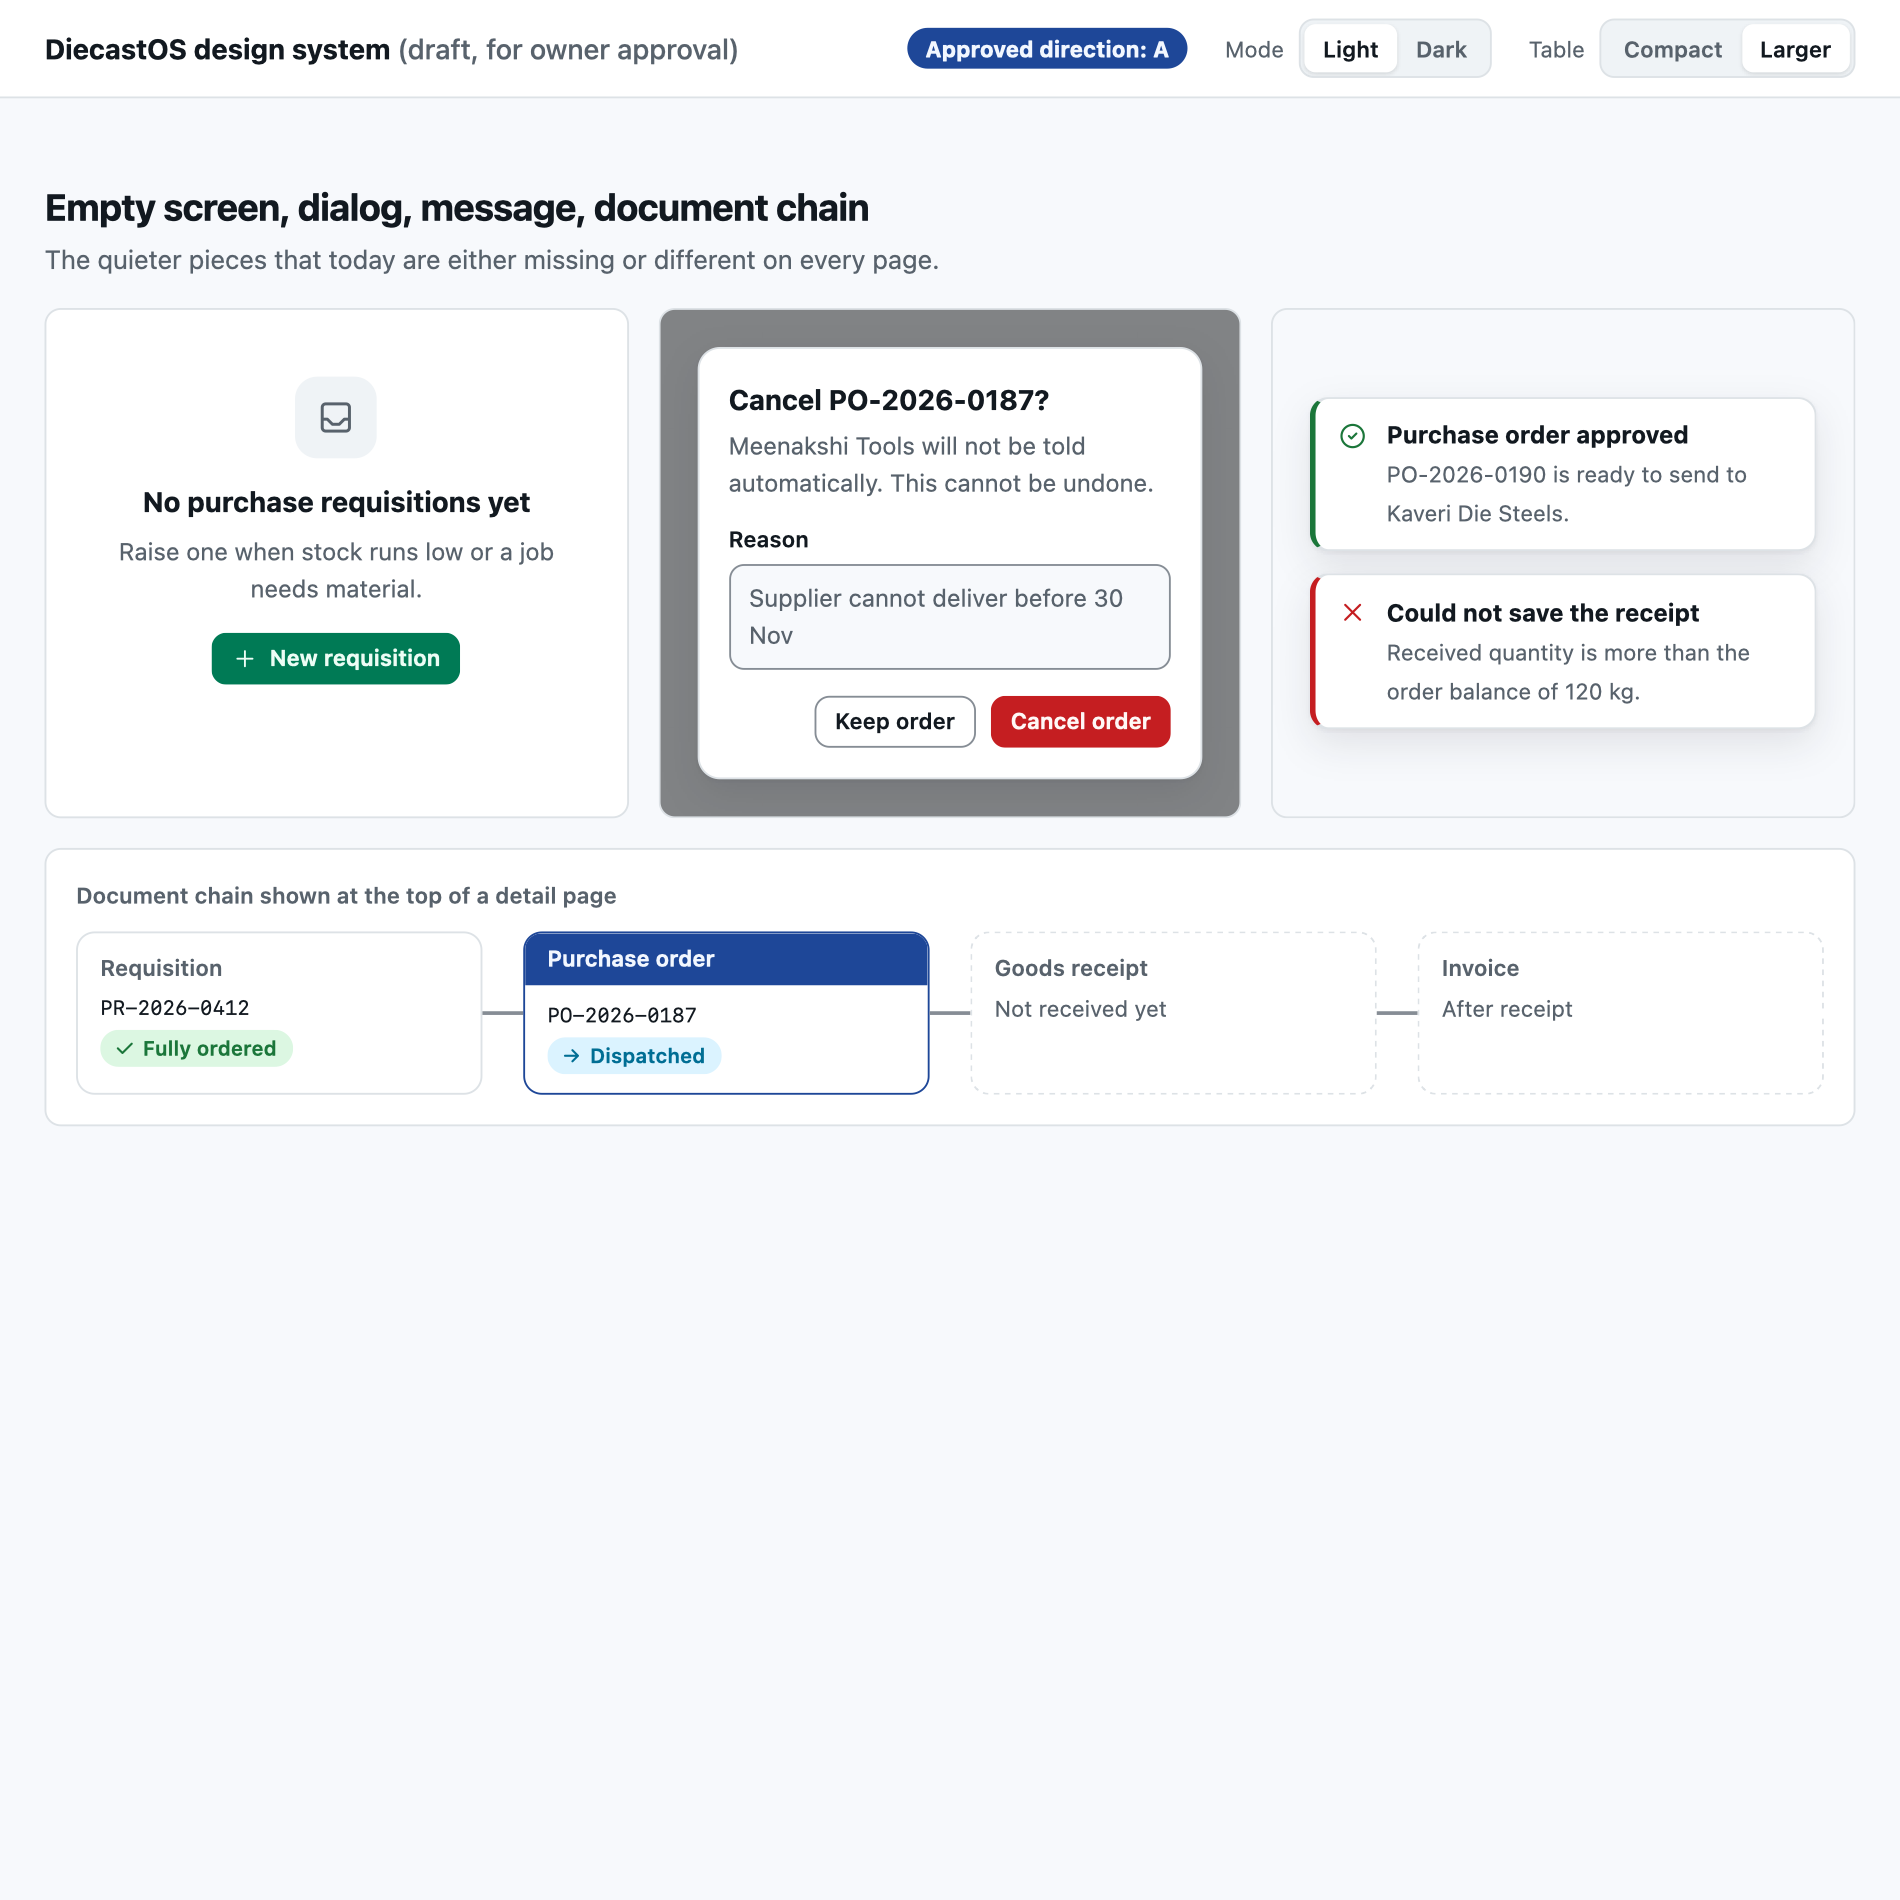 DiecastOS design system (draft, for owner approval)
Approved direction: A
Mode
Light
Dark
Table
Compact
Larger
Empty screen, dialog, message, document chain
The quieter pieces that today are either missing or different on every page.
No purchase requisitions yet
Raise one when stock runs low or a job
needs material.
New requisition
Cancel PO-2026-0187?
Meenakshi Tools will not be told
automatically. This cannot be undone.
Reason
Supplier cannot deliver before 30
Nov
Keep order
Cancel order
Purchase order approved
PO-2026-0190 is ready to send to
Kaveri Die Steels.
Could not save the receipt
Received quantity is more than the
order balance of 120 kg.
Document chain shown at the top of a detail page
Requisition
PR-2026-0412
Fully ordered
Purchase order
PO-2026-0187
Dispatched
Goods receipt
Not received yet
Invoice
After receipt